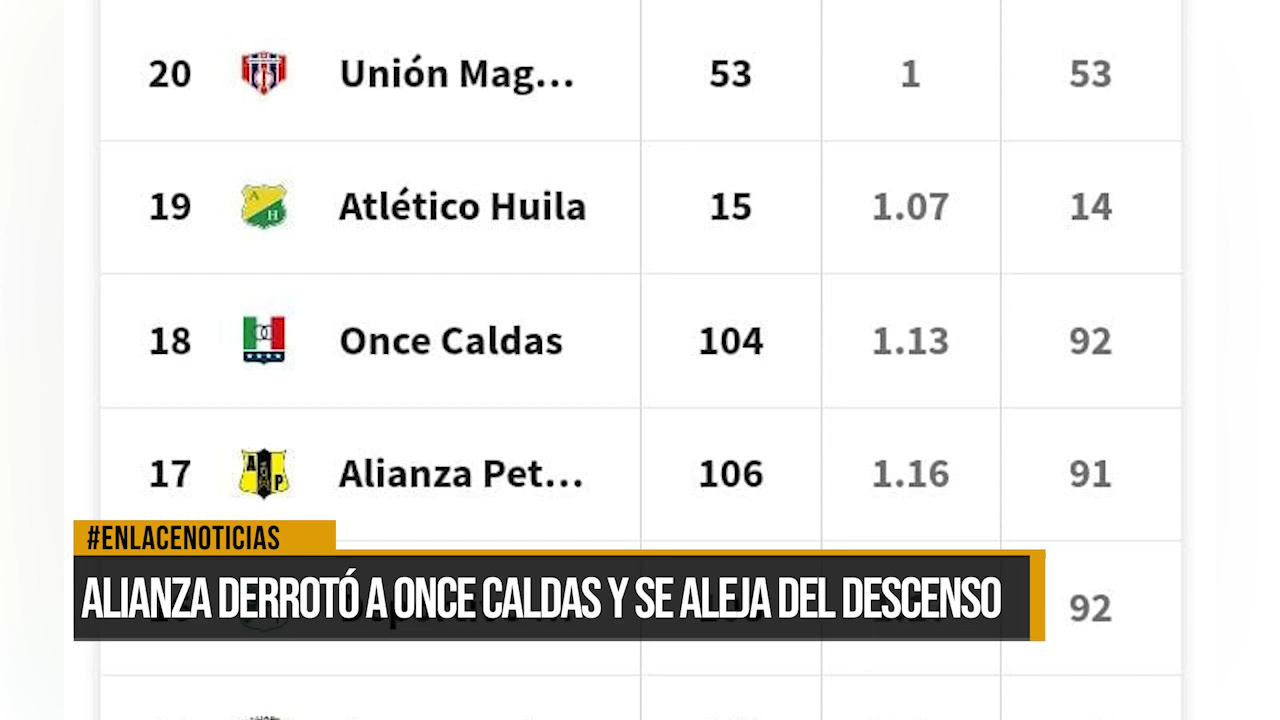 20 Unión Mag... 53 1 53
19 Atlético Huila 15 1.07 14
18 Once Caldas 104 1.13 92
17 Alianza Pet... 106 1.16 91
#ENLACENOTICIAS
ALIANZA DERROTÓ A ONCE CALDAS Y SE ALEJA DEL DESCENSO
92